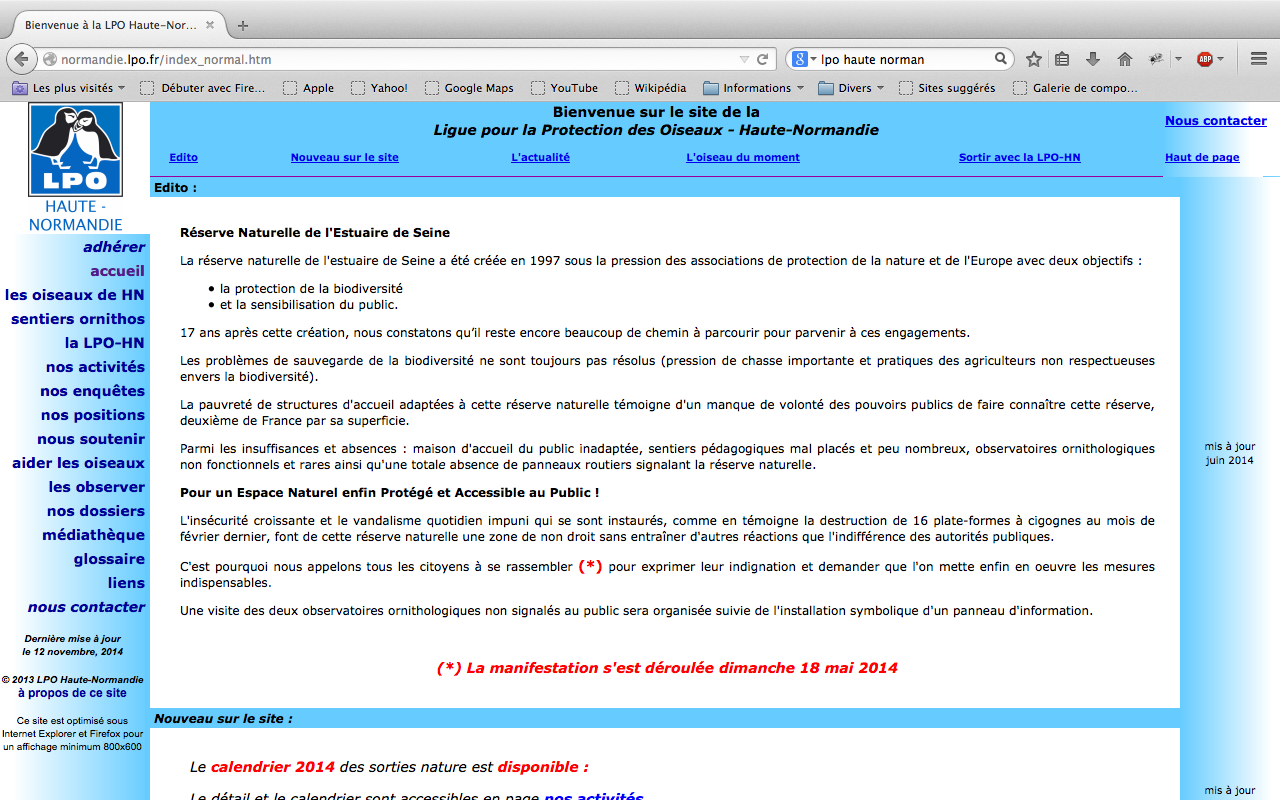 Bienvenue à la LPO Haute-Nor...
normandie.lpo.fr/index_normal.htm
lpo haute norman
ABP
Les plus visités
Débuter avec Fire...
Apple
Yahoo!
Google Maps
YouTube
Wikipédia
Informations
Divers
Sites suggérés
Galerie de compo...
LPO
HAUTE -
NORMANDIE
Bienvenue sur le site de la
Ligue pour la Protection des Oiseaux - Haute-Normandie
Nous contacter
Edito
Nouveau sur le site
L'actualité
L'oiseau du moment
Sortir avec la LPO-HN
Haut de page
adhérer
accueil
les oiseaux de HN
sentiers ornithos
la LPO-HN
nos activités
nos enquêtes
nos positions
nous soutenir
aider les oiseaux
les observer
nos dossiers
médiathèque
glossaire
liens
nous contacter
Dernière mise à jour
le 12 novembre, 2014
© 2013 LPO Haute-Normandie
à propos de ce site
Ce site est optimisé sous
Internet Explorer et Firefox pour
un affichage minimum 800x600
Edito :
Réserve Naturelle de l'Estuaire de Seine
La réserve naturelle de l'estuaire de Seine a été créée en 1997 sous la pression des associations de protection de la nature et de l'Europe avec deux objectifs :
• la protection de la biodiversité
• et la sensibilisation du public.
17 ans après cette création, nous constatons qu’il reste encore beaucoup de chemin à parcourir pour parvenir à ces engagements.
Les problèmes de sauvegarde de la biodiversité ne sont toujours pas résolus (pression de chasse importante et pratiques des agriculteurs non respectueuses
envers la biodiversité).
La pauvreté de structures d'accueil adaptées à cette réserve naturelle témoigne d'un manque de volonté des pouvoirs publics de faire connaître cette réserve,
deuxième de France par sa superficie.
Parmi les insuffisances et absences : maison d'accueil du public inadaptée, sentiers pédagogiques mal placés et peu nombreux, observatoires ornithologiques
non fonctionnels et rares ainsi qu'une totale absence de panneaux routiers signalant la réserve naturelle.
Pour un Espace Naturel enfin Protégé et Accessible au Public !
L'insécurité croissante et le vandalisme quotidien impuni qui se sont instaurés, comme en témoigne la destruction de 16 plate-formes à cigognes au mois de
février dernier, font de cette réserve naturelle une zone de non droit sans entraîner d'autres réactions que l'indifférence des autorités publiques.
C'est pourquoi nous appelons tous les citoyens à se rassembler (*) pour exprimer leur indignation et demander que l'on mette enfin en oeuvre les mesures
indispensables.
Une visite des deux observatoires ornithologiques non signalés au public sera organisée suivie de l'installation symbolique d'un panneau d'information.
(*) La manifestation s'est déroulée dimanche 18 mai 2014
mis à jour
juin 2014
Nouveau sur le site :
Le calendrier 2014 des sorties nature est disponible :
Le détail et le calendrier sont accessibles en page nos activités
mis à jour